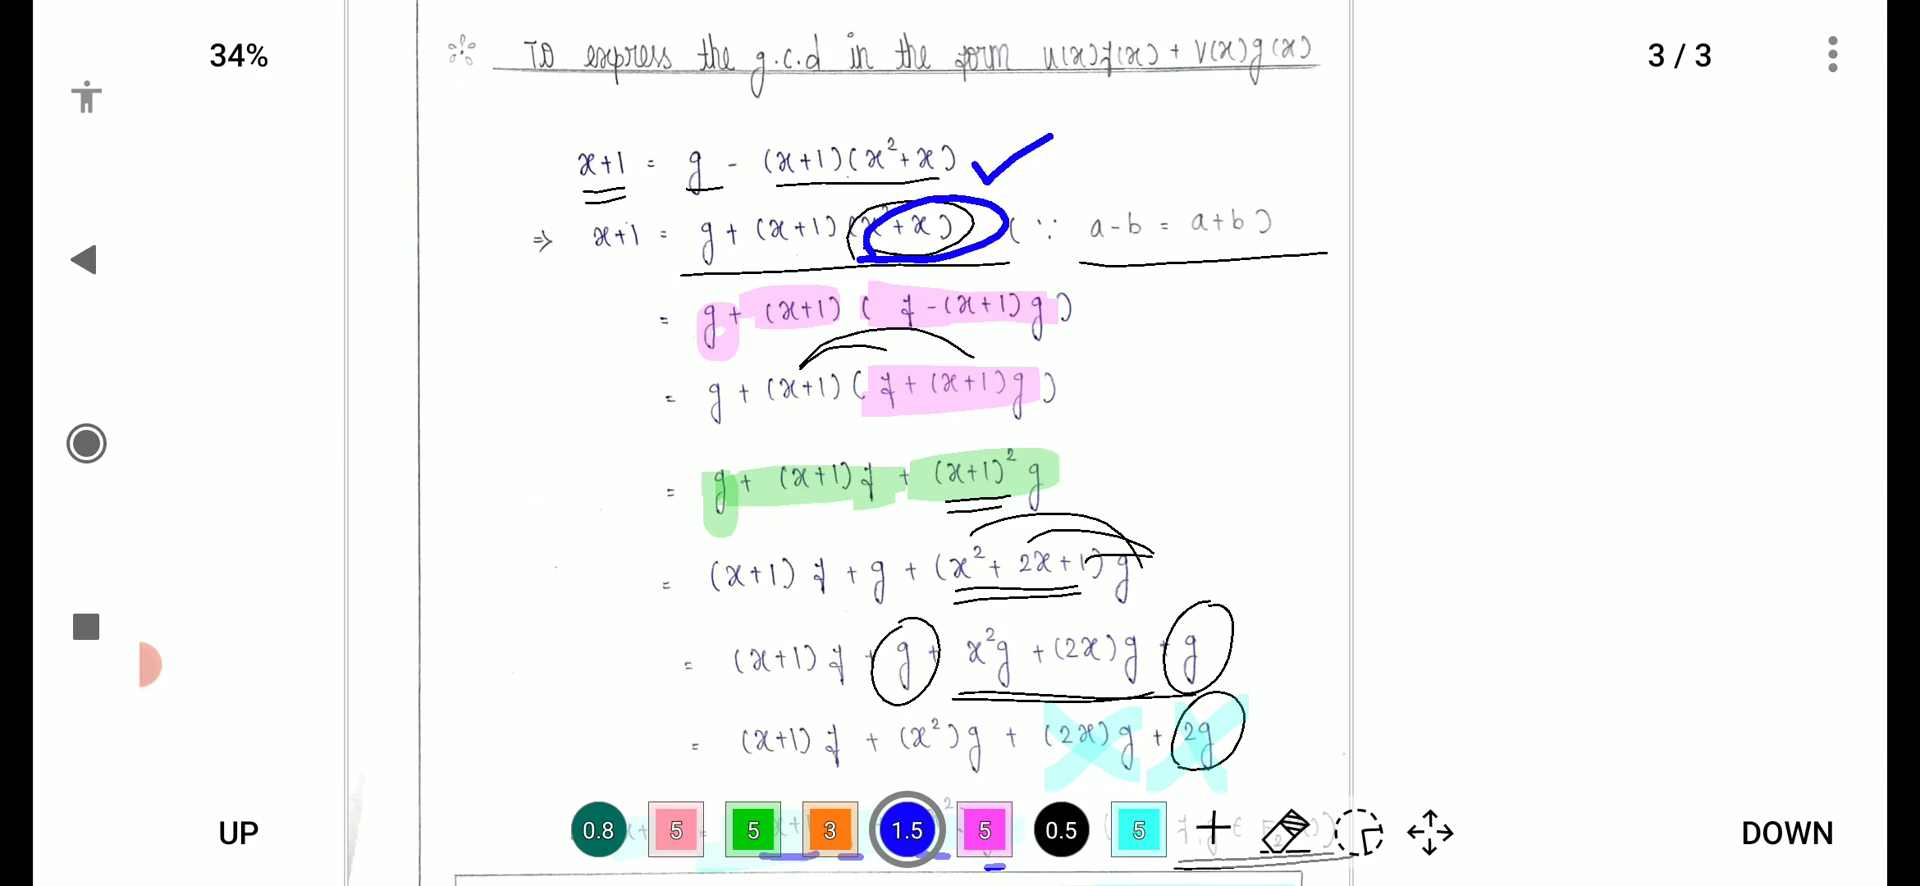 34%
3 / 3
To express the g.c.d in the form u(x)f(x) + v(x)g(x)
x+1 = g - (x+1)(x²+x)
⇒ x+1 = g + (x+1)(x²+x) (∵ a-b = a+b)
= g + (x+1) ( f-(x+1)g )
= g + (x+1) ( f + (x+1)g )
= g + (x+1) f + (x+1)² g
= (x+1) f + g + (x² + 2x+1) g
= (x+1) f + g + x²g + (2x)g + g
= (x+1) f + (x²)g + (2x)g + 2g
0.8 5 5 3 1.5 5 0.5 5
UP
DOWN